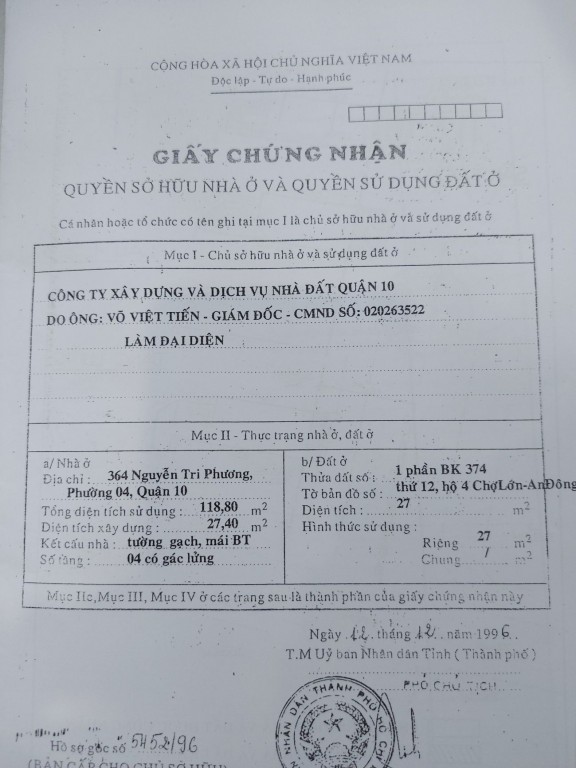 CỘNG HÒA XÃ HỘI CHỦ NGHĨA VIỆT NAM
Độc lập - Tự do - Hạnh phúc
GIẤY CHỨNG NHẬN
QUYỀN SỞ HỮU NHÀ Ở VÀ QUYỀN SỬ DỤNG ĐẤT Ở
Cá nhân hoặc tổ chức có tên ghi tại mục I là chủ sở hữu nhà ở và sử dụng đất ở
Mục I - Chủ sở hữu nhà ở và sử dụng đất ở
CÔNG TY XÂY DỰNG VÀ DỊCH VỤ NHÀ ĐẤT QUẬN 10
DO ÔNG: VÕ VIỆT TIẾN - GIÁM ĐỐC - CMND SỐ: 020263522
LÀM ĐẠI DIỆN
Mục II - Thực trạng nhà ở, đất ở
a/ Nhà ở
Địa chỉ : 364 Nguyễn Tri Phương,
Phường 04, Quận 10
Tổng diện tích sử dụng : 118,80 m2
Diện tích xây dựng : 27,40 m2
Kết cấu nhà : tường gạch, mái BT
Số tầng : 04 có gác lửng
b/ Đất ở
Thửa đất số : 1 phần BK 374
Tờ bản đồ số : thứ 12, hộ 4 ChợLớn-AnĐông
Diện tích : 27 m2
Hình thức sử dụng :
Riêng 27 m2
Chung / m2
Mục IIc, Mục III, Mục IV ở các trang sau là thành phần của giấy chứng nhận này
Ngày 12 tháng 12 năm 1996
T.M Uỷ ban Nhân dân Tỉnh ( Thành phố )
PHÓ CHỦ TỊCH
Hồ sơ gốc số 5452/96
(BẢN CẤP CHO CHỦ SỞ HỮU)